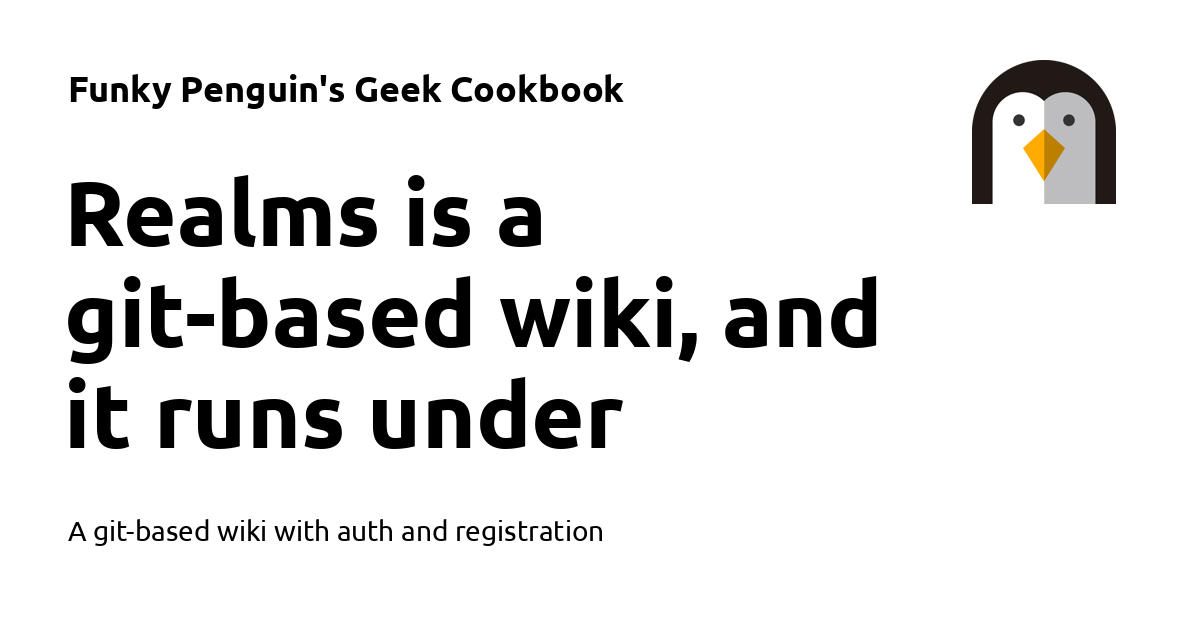 Funky Penguin's Geek Cookbook
Realms is a
git-based wiki, and
it runs under
A git-based wiki with auth and registration